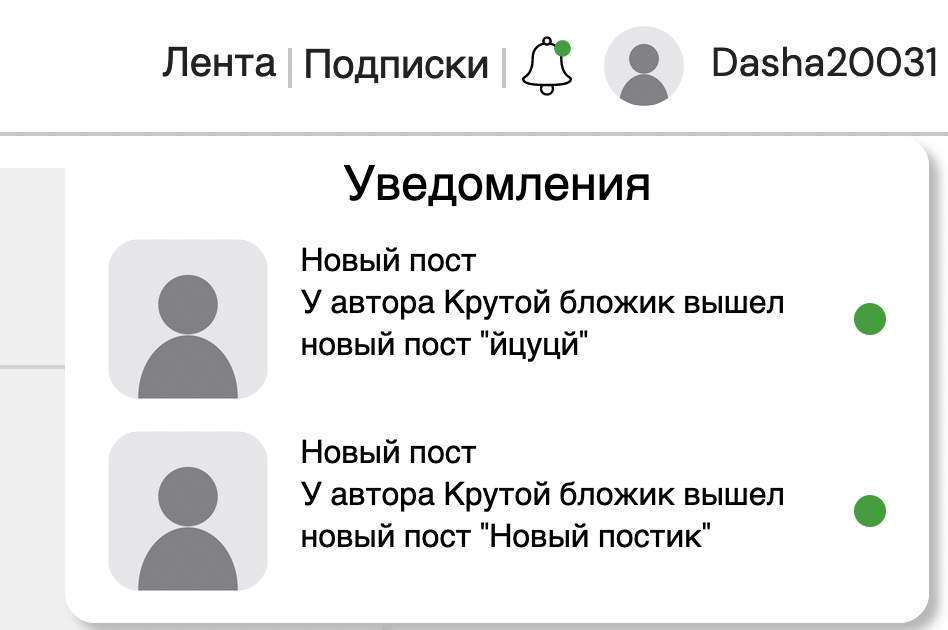 Лента | Подписки | Dasha20031
Уведомления
Новый пост
У автора Крутой бложик вышел
новый пост "йцуцй"
Новый пост
У автора Крутой бложик вышел
новый пост "Новый постик"